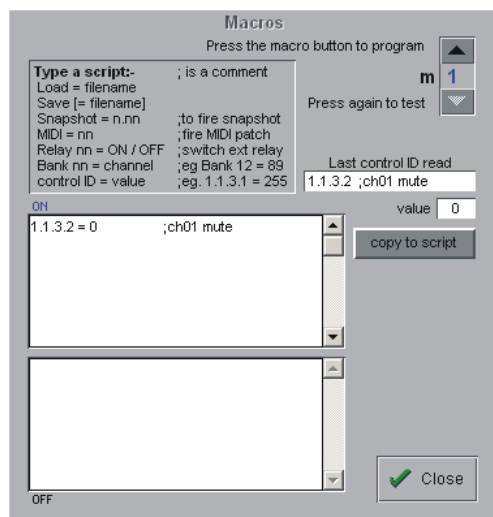 Macros
Press the macro button to program
m 1
Press again to test
Type a script:- ; is a comment
Load = filename
Save [= filename]
Snapshot = n.nn ;to fire snapshot
MIDI = nn ;fire MIDI patch
Relay nn = ON / OFF ;switch ext relay
Bank nn = channel ;eg Bank 12 = 89
control ID = value ;eg. 1.1.3.1 = 255
Last control ID read
1.1.3.2 ;ch01 mute
value 0
copy to script
ON
1.1.3.2 = 0 ;ch01 mute
OFF
Close